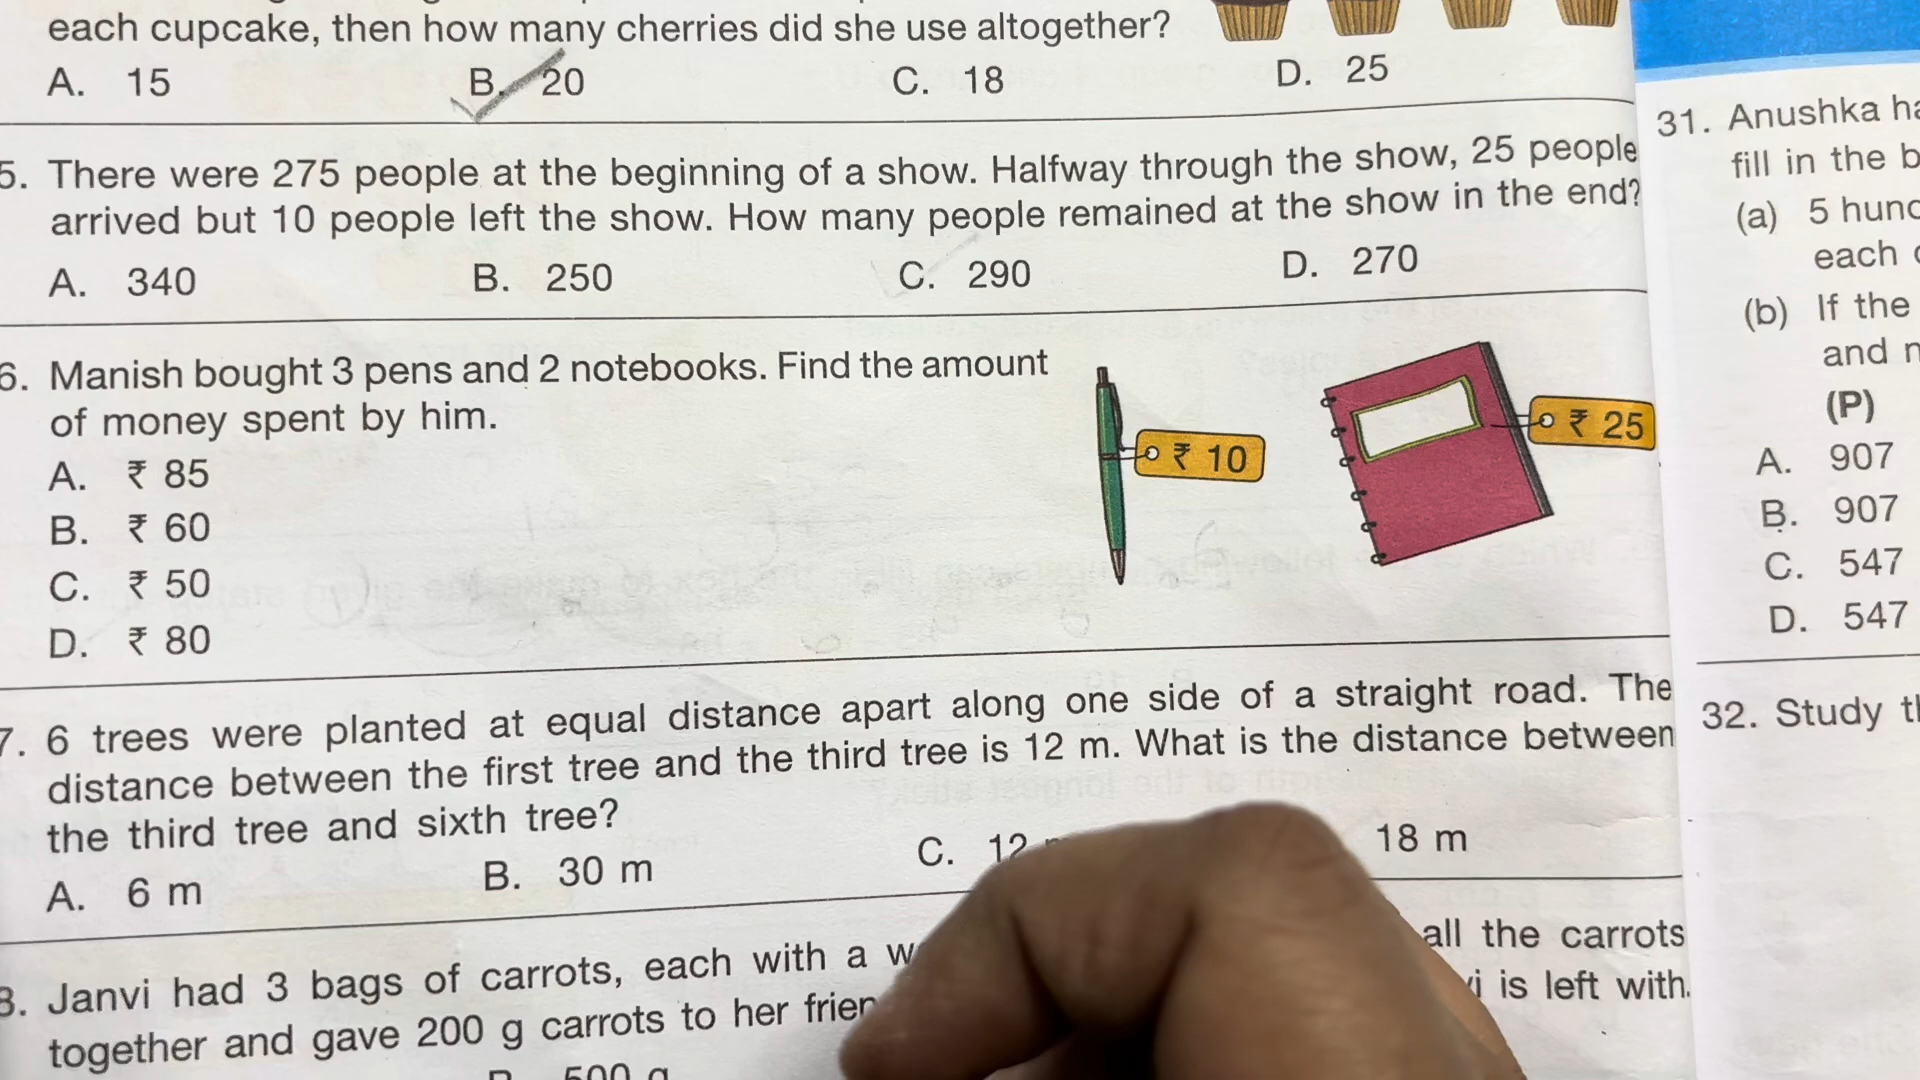 each cupcake, then how many cherries did she use altogether?
A. 15 B. 20 C. 18 D. 25
5. There were 275 people at the beginning of a show. Halfway through the show, 25 people
arrived but 10 people left the show. How many people remained at the show in the end?
A. 340 B. 250 C. 290 D. 270
6. Manish bought 3 pens and 2 notebooks. Find the amount
of money spent by him.
A. ₹ 85
B. ₹ 60
C. ₹ 50
D. ₹ 80
₹ 10
₹ 25
7. 6 trees were planted at equal distance apart along one side of a straight road. The
distance between the first tree and the third tree is 12 m. What is the distance between
the third tree and sixth tree?
A. 6 m B. 30 m C. 12 18 m
8. Janvi had 3 bags of carrots, each with a all the carrots
together and gave 200 g carrots to her is left with.
500 g
31. Anushka
fill in the
(a) 5
each
(b) If the
and
(P)
A. 907
B. 907
C. 547
D. 547
32. Study